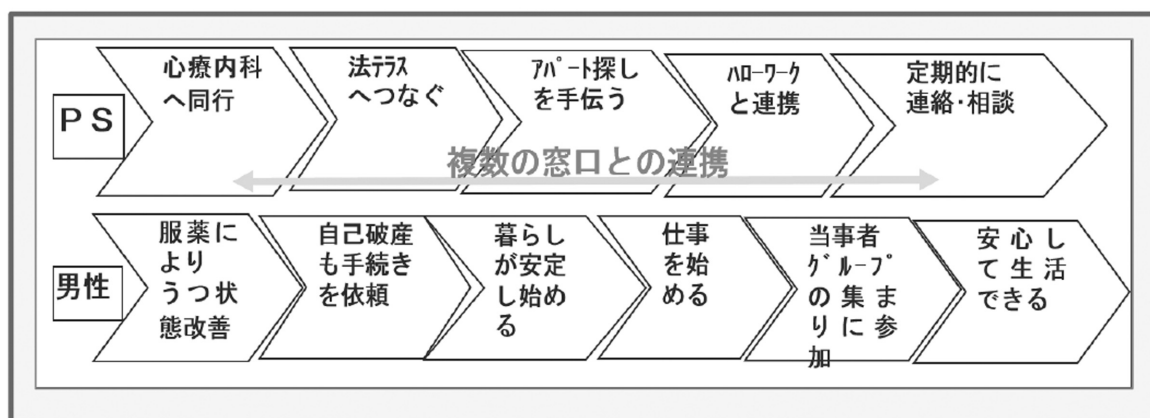 PS
心療内科
へ同行
法ﾃﾗｽ
へつなぐ
ｱﾊﾟｰﾄ探し
を手伝う
ﾊﾛｰﾜｰｸ
と連携
定期的に
連絡・相談
複数の窓口との連携
男性
服薬に
より
うつ状
態改善
自己破産
も手続き
を依頼
暮らし
が安定
し始め
る
仕事
を始
める
当事者
ｸﾞﾙｰﾌﾟ
の集ま
りに参
加
安心し
て生活
できる